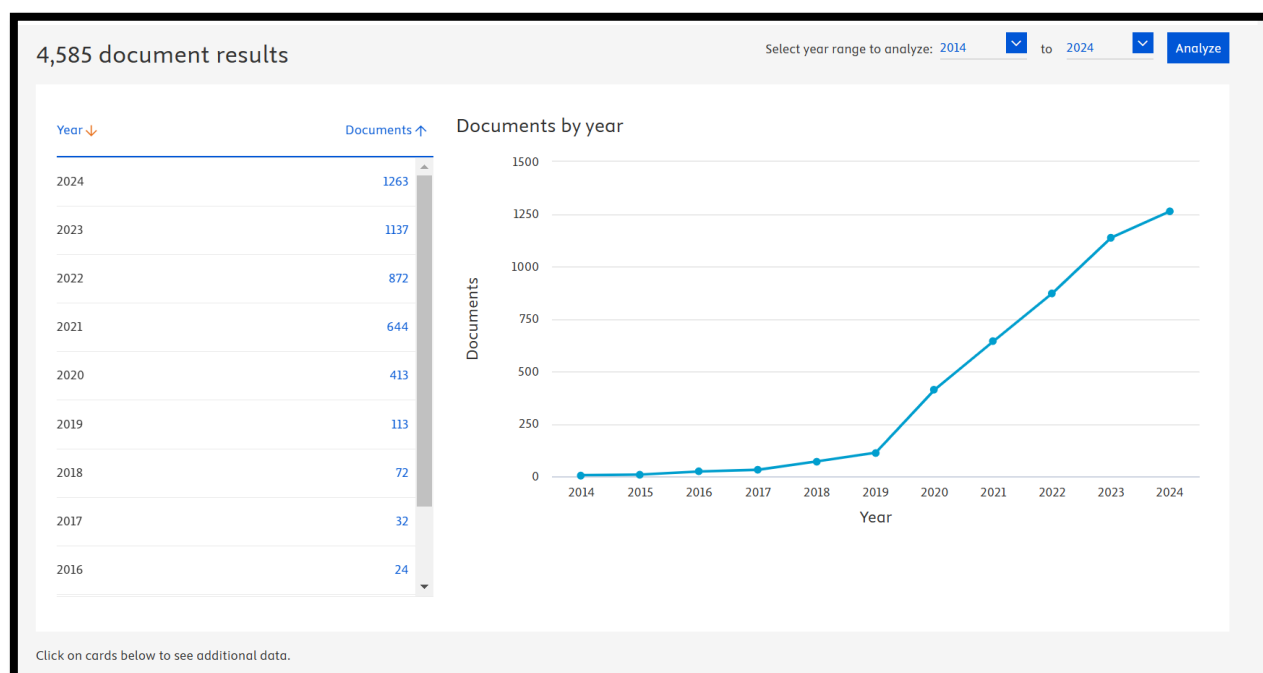 4,585 document results
Select year range to analyze: 2014 to 2024 Analyze
Year Documents
2024 1263
2023 1137
2022 872
2021 644
2020 413
2019 113
2018 72
2017 32
2016 24
Documents by year
1500
1250
1000
750
500
250
0
Documents
2014 2015 2016 2017 2018 2019 2020 2021 2022 2023 2024
Year
Click on cards below to see additional data.